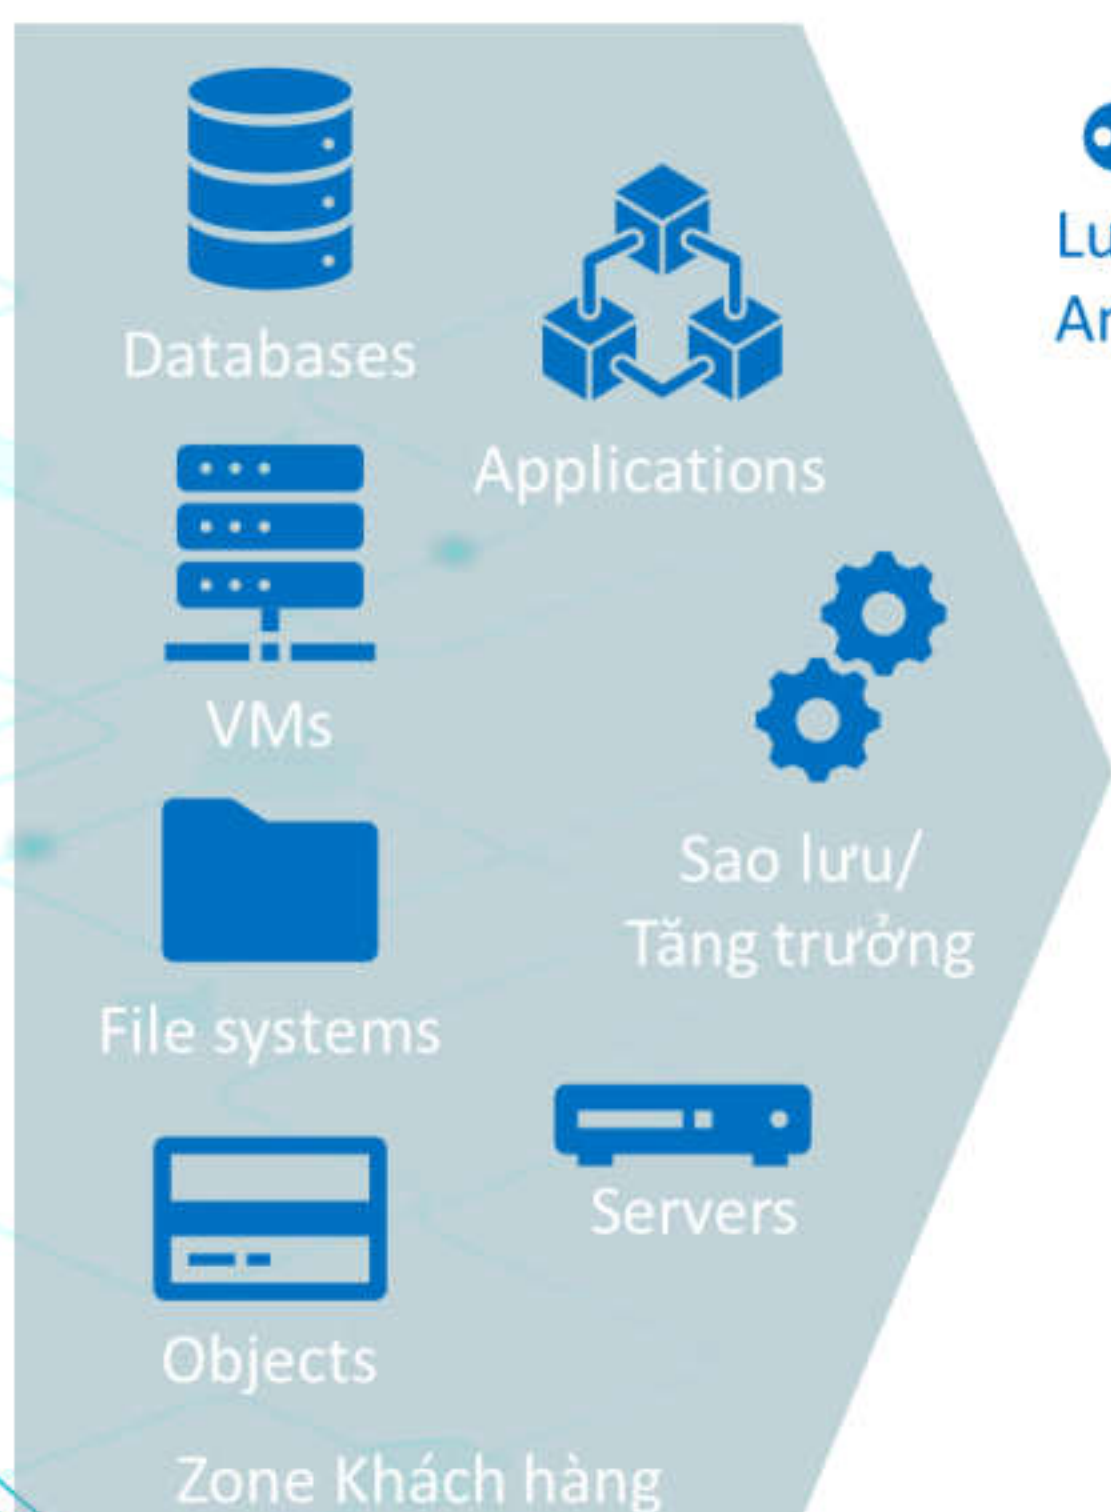 Databases
Applications
VMs
Sao lưu/
Tăng trưởng
File systems
Servers
Objects
Zone Khách hàng